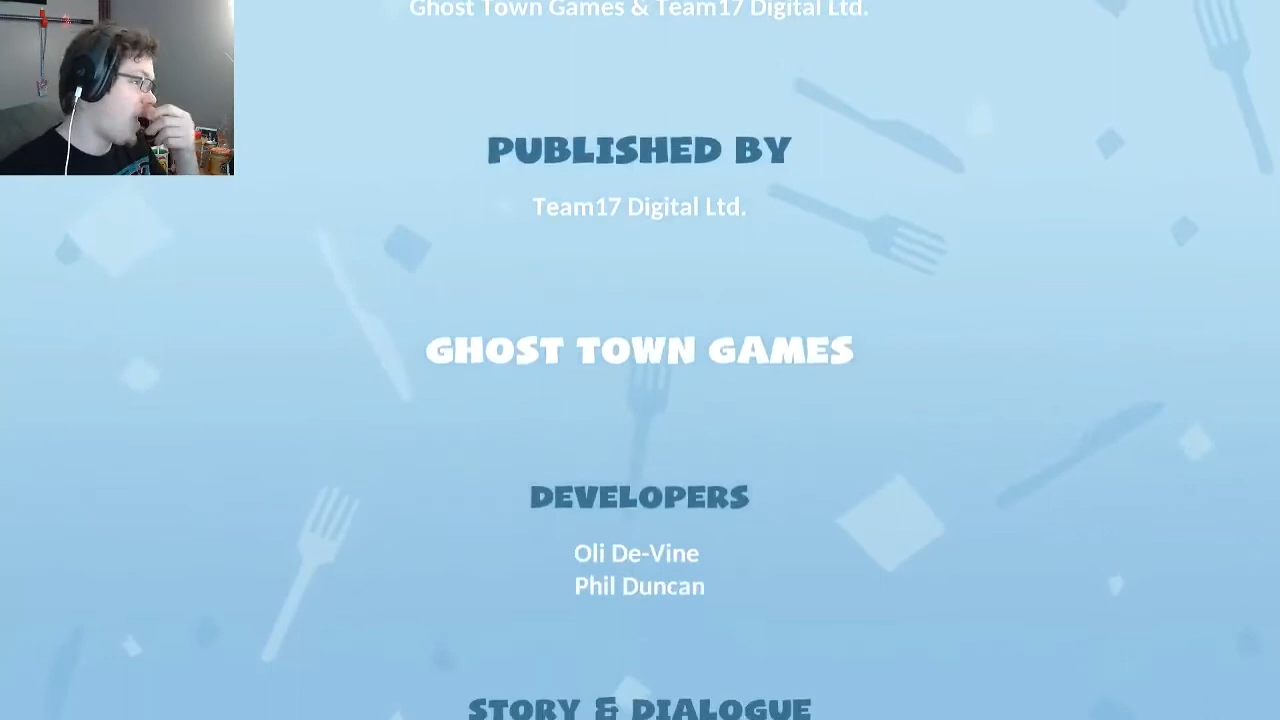 Ghost Town Games & Team17 Digital Ltd.
PUBLISHED BY
Team17 Digital Ltd.
GHOST TOWN GAMES
DEVELOPERS
Oli De-Vine
Phil Duncan
STORY & DIALOGUE